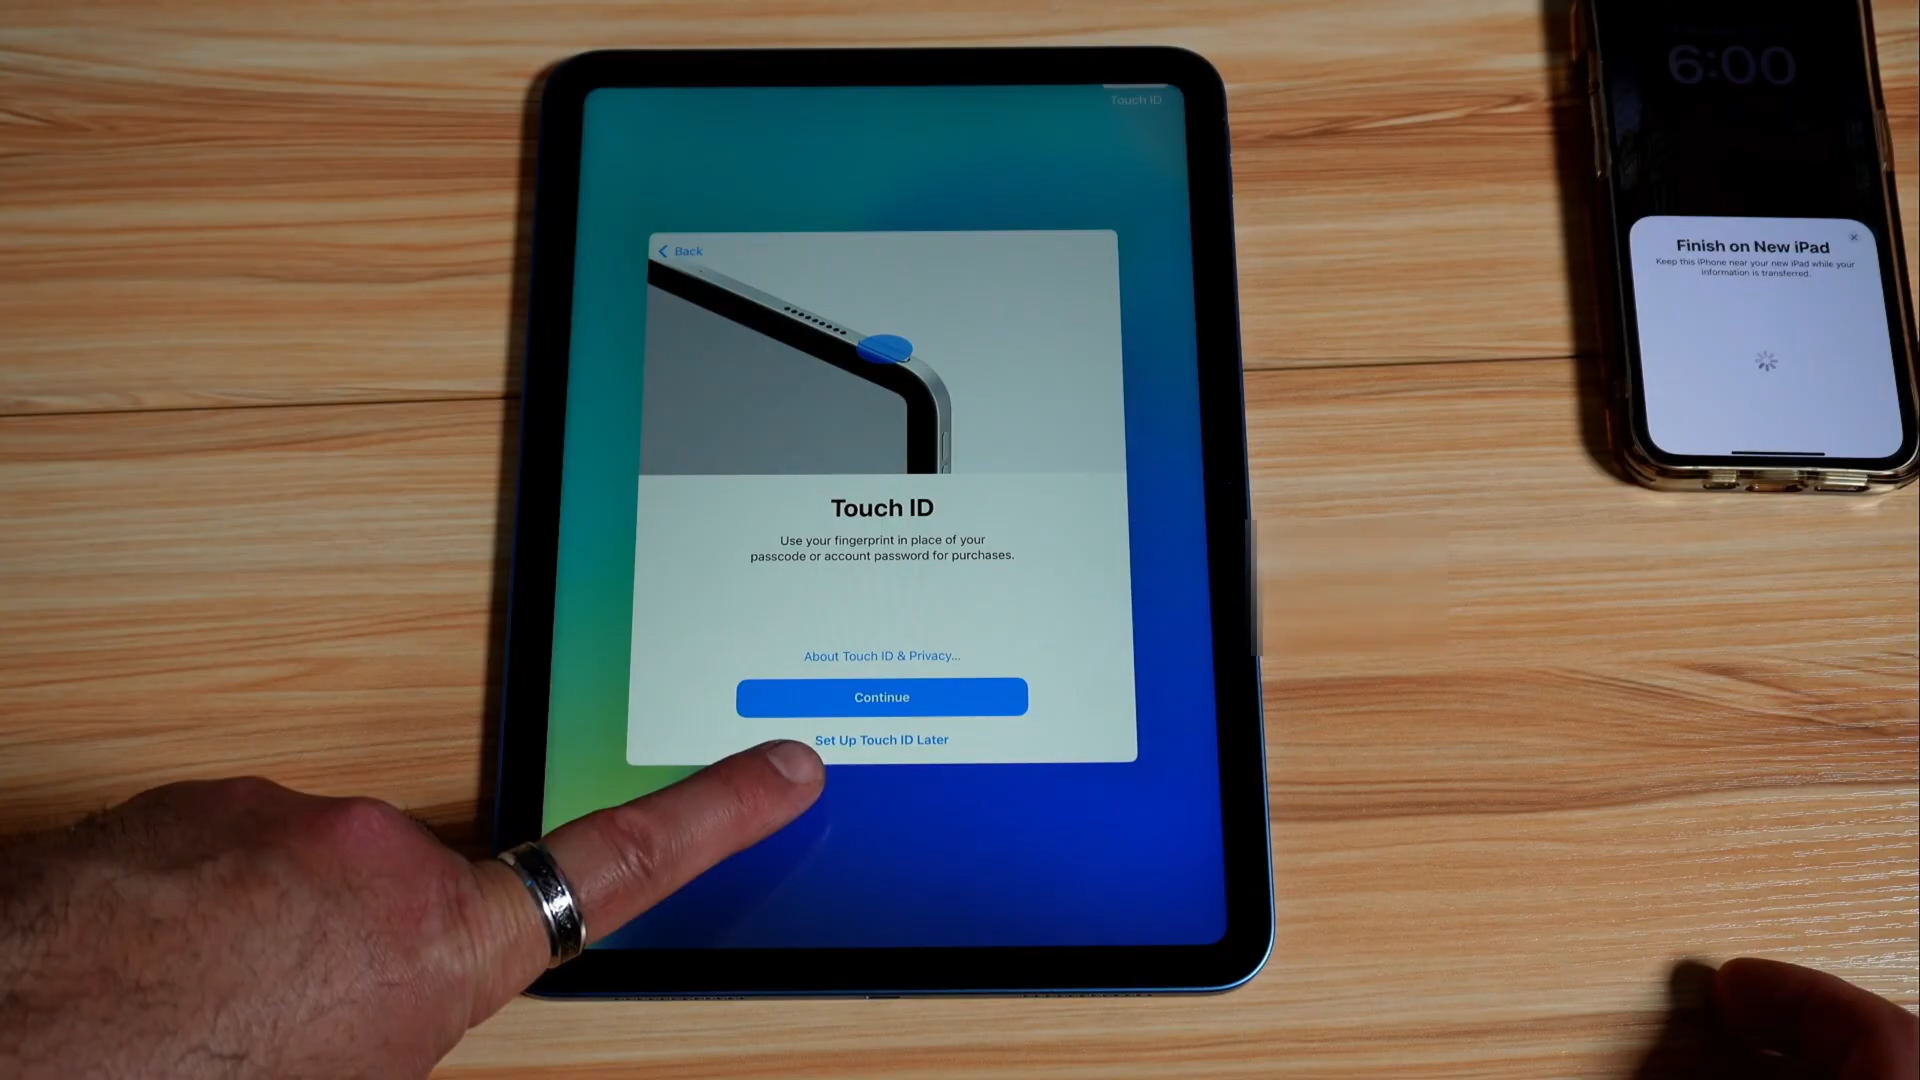 6:00
Touch ID
Back
Finish on New iPad
Keep this iPhone near your new iPad while your
information is transferred.
Touch ID
Use your fingerprint in place of your
passcode or account password for purchases.
About Touch ID & Privacy...
Continue
Set Up Touch ID Later